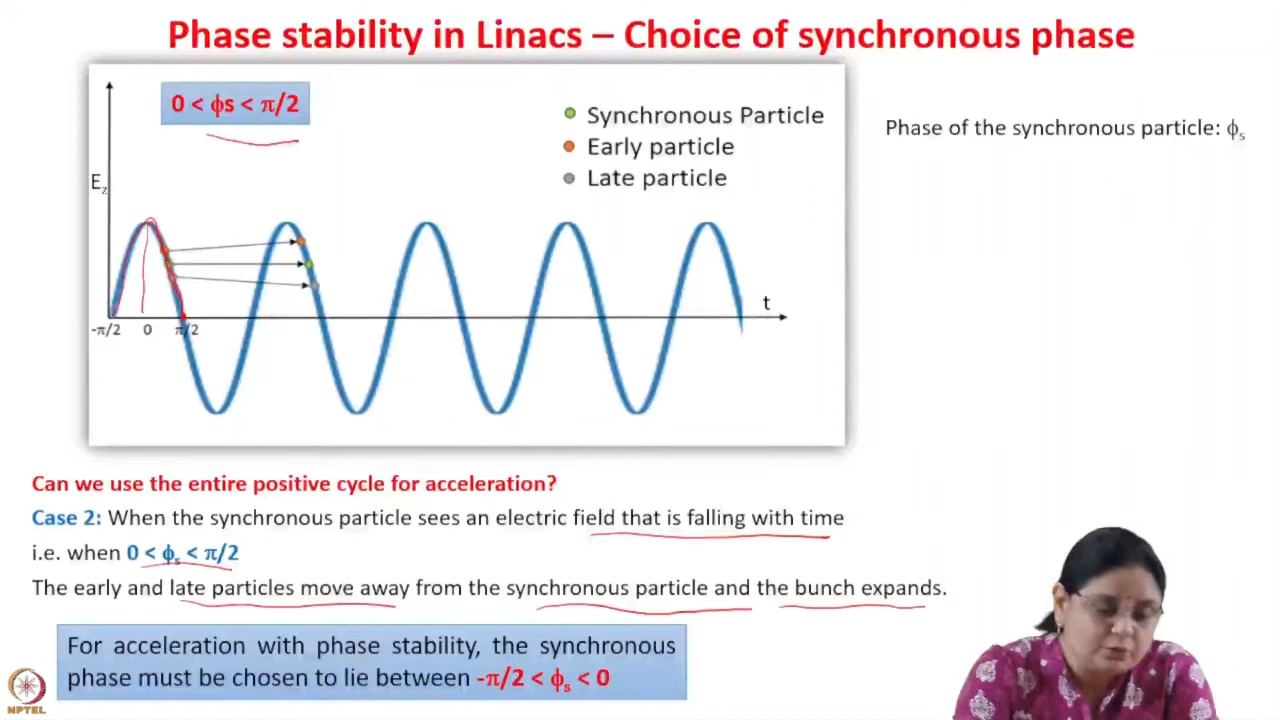 Phase stability in Linacs – Choice of synchronous phase
0 < ϕs < π/2
Synchronous Particle
Early particle
Late particle
Phase of the synchronous particle: ϕₛ
E_z
t
-π/2 0 π/2
Can we use the entire positive cycle for acceleration?
Case 2: When the synchronous particle sees an electric field that is falling with time
i.e. when 0 < ϕₛ < π/2
The early and late particles move away from the synchronous particle and the bunch expands.
For acceleration with phase stability, the synchronous
phase must be chosen to lie between -π/2 < ϕₛ < 0
NPTEL